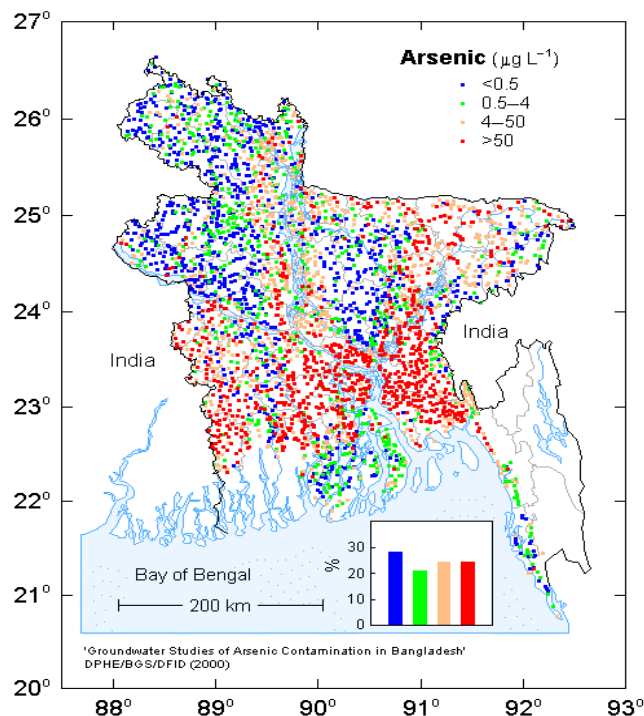 27°
26°
25°
24°
23°
22°
21°
20°
Arsenic (µg L⁻¹)
<0.5
0.5–4
4–50
>50
India
India
Bay of Bengal
200 km
%
30
20
10
0
'Groundwater Studies of Arsenic Contamination in Bangladesh'
DPHE/BGS/DFID (2000)
88° 89° 90° 91° 92° 93°